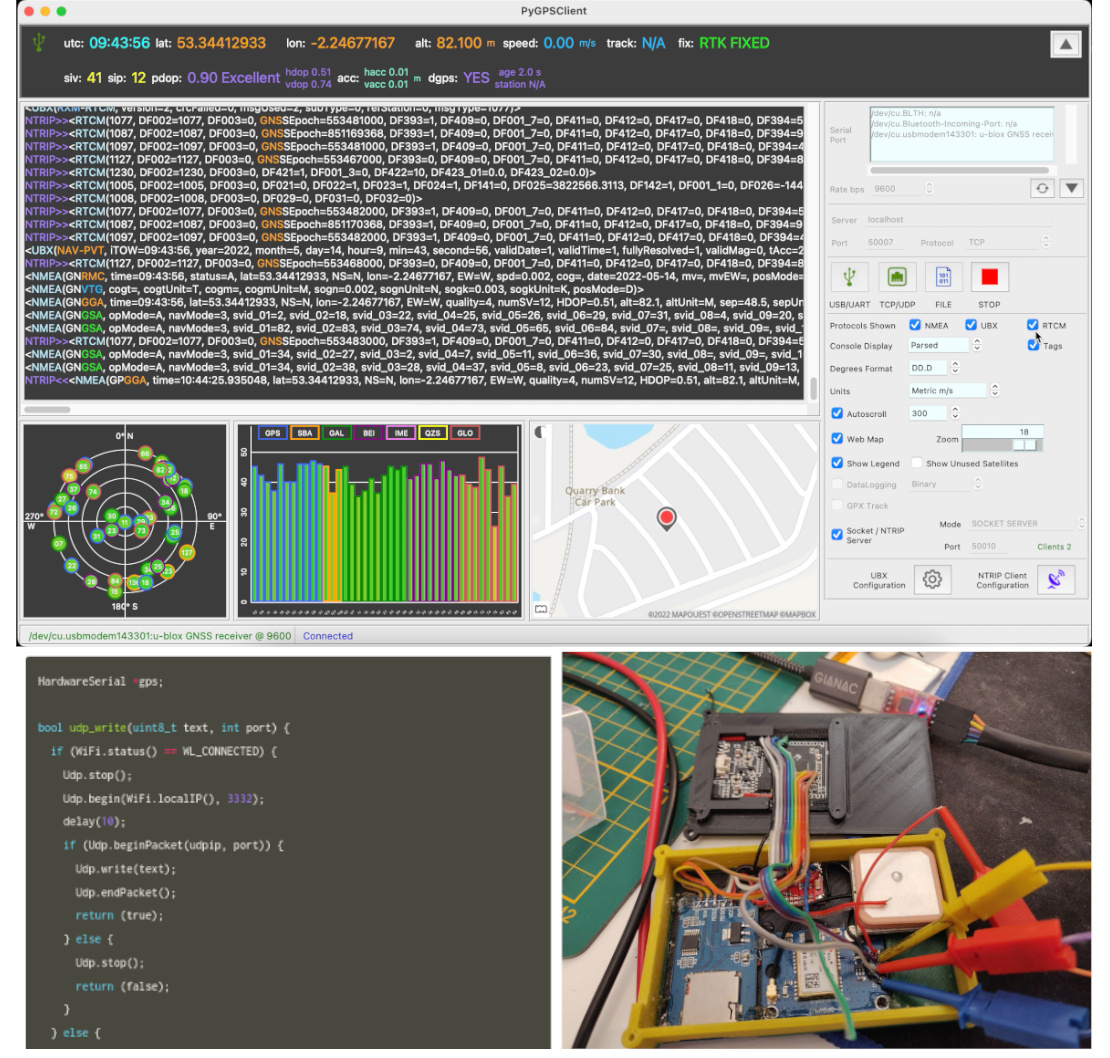 PyGPSClient
utc: 09:43:56 lat: 53.34412933 lon: -2.24677167 alt: 82.100 m speed: 0.00 m/s track: N/A fix: RTK FIXED
siv: 41 sip: 12 pdop: 0.90 Excellent hdop 0.51 vdop 0.74 acc: hacc 0.01 vacc 0.01 m dgps: YES age 2.0 s station N/A
<UBX(RXM-RTCM, version=2, crcFailed=0, msgUsed=2, subType=0, refStation=0, msgType=1077)>
NTRIP>><RTCM(1077, DF002=1077, DF003=0, GNSSEpoch=553481000, DF393=1, DF409=0, DF001_7=0, DF411=0, DF412=0, DF417=0, DF418=0, DF394=5
NTRIP>><RTCM(1087, DF002=1087, DF003=0, GNSSEpoch=851169368, DF393=1, DF409=0, DF001_7=0, DF411=0, DF412=0, DF417=0, DF418=0, DF394=9
NTRIP>><RTCM(1097, DF002=1097, DF003=0, GNSSEpoch=553481000, DF393=1, DF409=0, DF001_7=0, DF411=0, DF412=0, DF417=0, DF418=0, DF394=4
NTRIP>><RTCM(1127, DF002=1127, DF003=0, GNSSEpoch=553467000, DF393=0, DF409=0, DF001_7=0, DF411=0, DF412=0, DF417=0, DF418=0, DF394=8
NTRIP>><RTCM(1230, DF002=1230, DF003=0, DF421=1, DF001_3=0, DF422=10, DF423_01=0.0, DF423_02=0.0)>
NTRIP>><RTCM(1005, DF002=1005, DF003=0, DF021=0, DF022=1, DF023=1, DF024=1, DF141=0, DF025=3822566.3113, DF142=1, DF001_1=0, DF026=-144
NTRIP>><RTCM(1008, DF002=1008, DF003=0, DF029=0, DF031=0, DF032=0)>
NTRIP>><RTCM(1077, DF002=1077, DF003=0, GNSSEpoch=553482000, DF393=1, DF409=0, DF001_7=0, DF411=0, DF412=0, DF417=0, DF418=0, DF394=5
NTRIP>><RTCM(1087, DF002=1087, DF003=0, GNSSEpoch=851170368, DF393=1, DF409=0, DF001_7=0, DF411=0, DF412=0, DF417=0, DF418=0, DF394=9
NTRIP>><RTCM(1097, DF002=1097, DF003=0, GNSSEpoch=553482000, DF393=1, DF409=0, DF001_7=0, DF411=0, DF412=0, DF417=0, DF418=0, DF394=4
<UBX(NAV-PVT, iTOW=09:43:56, year=2022, month=5, day=14, hour=9, min=43, second=56, validDate=1, validTime=1, fullyResolved=1, validMag=0, tAcc=2
NTRIP>><RTCM(1127, DF002=1127, DF003=0, GNSSEpoch=553468000, DF393=0, DF409=0, DF001_7=0, DF411=0, DF412=0, DF417=0, DF418=0, DF394=8
<NMEA(GNRMC, time=09:43:56, status=A, lat=53.34412933, NS=N, lon=-2.24677167, EW=W, spd=0.002, cog=, date=2022-05-14, mv=, mvEW=, posMode=
<NMEA(GNVTG, cogt=, cogtUnit=T, cogm=, cogmUnit=M, sogn=0.002, sognUnit=N, sogk=0.003, sogkUnit=K, posMode=D)>
<NMEA(GNGGA, time=09:43:56, lat=53.34412933, NS=N, lon=-2.24677167, EW=W, quality=4, numSV=12, HDOP=0.51, alt=82.1, altUnit=M, sep=48.5, sepUn
<NMEA(GNGSA, opMode=A, navMode=3, svid_01=2, svid_02=18, svid_03=22, svid_04=25, svid_05=26, svid_06=29, svid_07=31, svid_08=4, svid_09=20, s
<NMEA(GNGSA, opMode=A, navMode=3, svid_01=82, svid_02=83, svid_03=74, svid_04=73, svid_05=65, svid_06=84, svid_07=, svid_08=, svid_09=, svid_
NTRIP>><RTCM(1077, DF002=1077, DF003=0, GNSSEpoch=553483000, DF393=1, DF409=0, DF001_7=0, DF411=0, DF412=0, DF417=0, DF418=0, DF394=5
<NMEA(GNGSA, opMode=A, navMode=3, svid_01=34, svid_02=27, svid_03=2, svid_04=7, svid_05=11, svid_06=36, svid_07=30, svid_08=, svid_09=, svid_1
<NMEA(GNGSA, opMode=A, navMode=3, svid_01=34, svid_02=38, svid_03=28, svid_04=37, svid_05=8, svid_06=23, svid_07=25, svid_08=11, svid_09=13,
NTRIP<<<NMEA(GPGGA, time=10:44:25.935048, lat=53.34412933, NS=N, lon=-2.24677167, EW=W, quality=4, numSV=12, HDOP=0.51, alt=82.1, altUnit=M,
Serial Port
/dev/cu.BLTH: n/a
/dev/cu.Bluetooth-Incoming-Port: n/a
/dev/cu.usbmodem143301: u-blox GNSS recei
Rate bps 9600
Server localhost
Port 50007 Protocol TCP
USB/UART TCP/UDP FILE STOP
Protocols Shown NMEA UBX RTCM
Console Display Parsed Tags
Degrees Format DD.D
Units Metric m/s
Autoscroll 300
Web Map Zoom 18
Show Legend Show Unused Satellites
DataLogging Binary
GPX Track
Socket / NTRIP Server Mode SOCKET SERVER
Port 50010 Clients 2
UBX Configuration NTRIP Client Configuration
0° N
270° W
90° E
180° S
GPS SBA GAL BEI IME QZS GLO
50
40
30
20
10
0
Quarry Bank
Car Park
©2022 MAPQUEST ©OPENSTREETMAP ©MAPBOX
/dev/cu.usbmodem143301:u-blox GNSS receiver @ 9600 Connected
HardwareSerial *gps;
bool udp_write(uint8_t text, int port) {
if (WiFi.status() == WL_CONNECTED) {
Udp.stop();
Udp.begin(WiFi.localIP(), 3332);
delay(10);
if (Udp.beginPacket(udpip, port)) {
Udp.write(text);
Udp.endPacket();
return (true);
} else {
Udp.stop();
return (false);
}
} else {
GIANAC